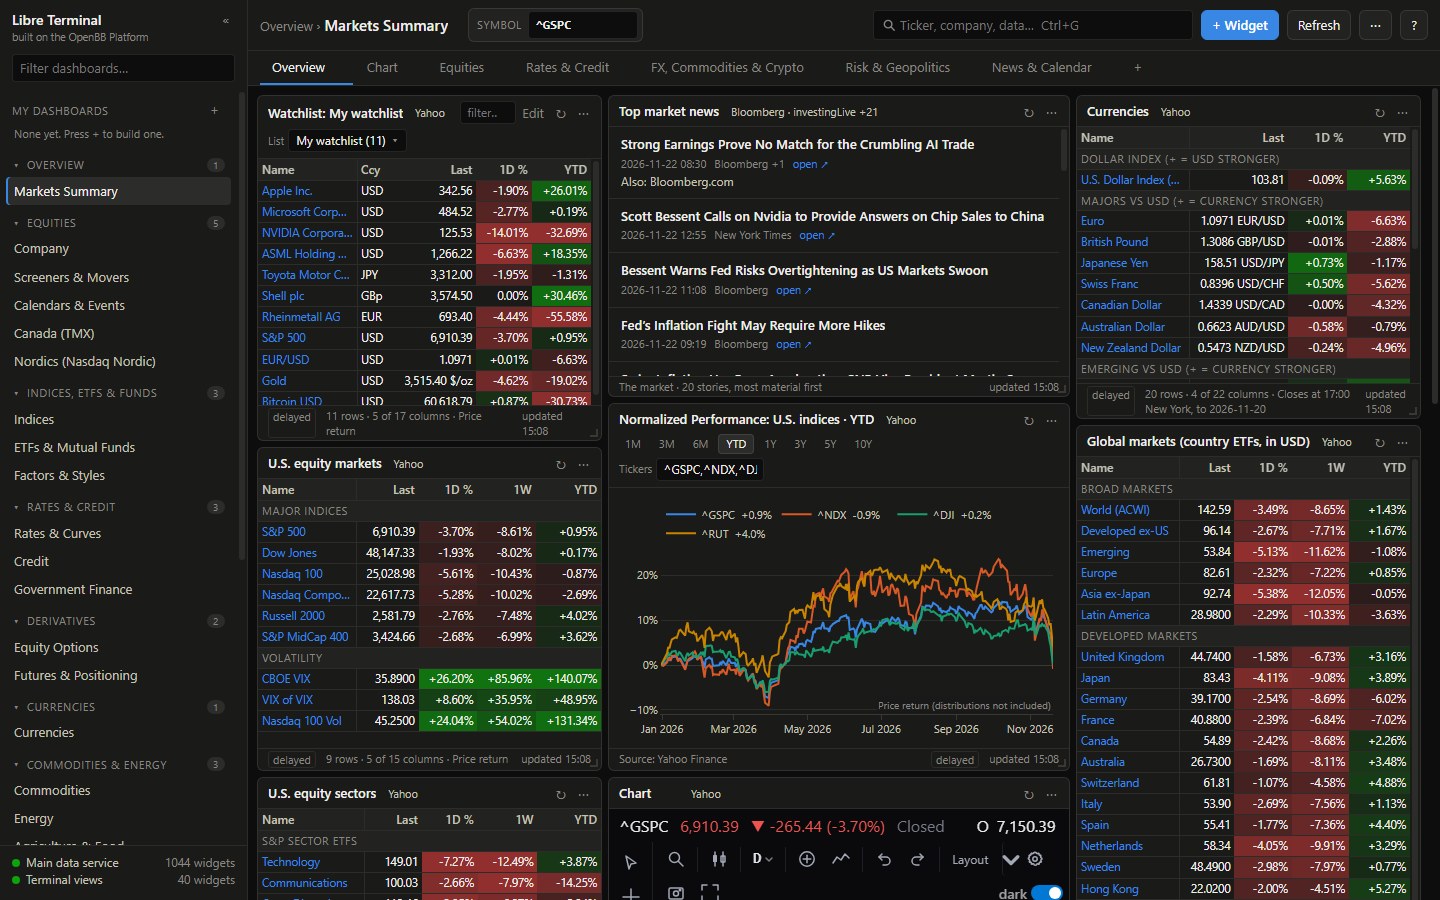 Libre Terminal «
built on the OpenBB Platform
Filter dashboards...
MY DASHBOARDS +
None yet. Press + to build one.
OVERVIEW 1
Markets Summary
EQUITIES 5
Company
Screeners & Movers
Calendars & Events
Canada (TMX)
Nordics (Nasdaq Nordic)
INDICES, ETFS & FUNDS 3
Indices
ETFs & Mutual Funds
Factors & Styles
RATES & CREDIT 3
Rates & Curves
Credit
Government Finance
DERIVATIVES 2
Equity Options
Futures & Positioning
CURRENCIES 1
Currencies
COMMODITIES & ENERGY 3
Commodities
Energy
Main data service 1044 widgets
Terminal views 40 widgets
Overview › Markets Summary
SYMBOL ^GSPC
Ticker, company, data... Ctrl+G
+ Widget
Refresh
...
?
Overview Chart Equities Rates & Credit FX, Commodities & Crypto Risk & Geopolitics News & Calendar +
Watchlist: My watchlist Yahoo filter.. Edit ↻ ...
List My watchlist (11)
Name Ccy Last 1D % YTD
Apple Inc. USD 342.56 -1.90% +26.01%
Microsoft Corp... USD 484.52 -2.77% +0.19%
NVIDIA Corpora... USD 125.53 -14.01% -32.69%
ASML Holding ... USD 1,266.22 -6.63% +18.35%
Toyota Motor C... JPY 3,312.00 -1.95% -1.31%
Shell plc GBp 3,574.50 0.00% +30.46%
Rheinmetall AG EUR 693.40 -4.44% -55.58%
S&P 500 USD 6,910.39 -3.70% +0.95%
EUR/USD USD 1.0971 +0.01% -6.63%
Gold USD 3,515.40 $/oz -4.62% -19.02%
Bitcoin USD USD 60,618.79 +0.87% -30.73%
delayed 11 rows · 5 of 17 columns · Price return updated 15:08
U.S. equity markets Yahoo ↻ ...
Name Last 1D % 1W YTD
MAJOR INDICES
S&P 500 6,910.39 -3.70% -8.61% +0.95%
Dow Jones 48,147.33 -1.93% -8.02% +0.17%
Nasdaq 100 25,028.98 -5.61% -10.43% -0.87%
Nasdaq Compo... 22,617.73 -5.28% -10.02% -2.69%
Russell 2000 2,581.79 -2.76% -7.48% +4.02%
S&P MidCap 400 3,424.66 -2.68% -6.99% +3.62%
VOLATILITY
CBOE VIX 35.8900 +26.20% +85.96% +140.07%
VIX of VIX 138.03 +8.60% +35.95% +48.95%
Nasdaq 100 Vol 45.2500 +24.04% +54.02% +131.34%
delayed 9 rows · 5 of 15 columns · Price return updated 15:08
U.S. equity sectors Yahoo ↻ ...
Name Last 1D % 1W YTD
S&P SECTOR ETFS
Technology 149.01 -7.27% -12.49% +3.87%
Communications 100.03 -2.66% -7.97% -14.25%
Top market news Bloomberg · investingLive +21 ↻ ...
Strong Earnings Prove No Match for the Crumbling AI Trade
2026-11-22 08:30 Bloomberg +1 open ↗
Also: Bloomberg.com
Scott Bessent Calls on Nvidia to Provide Answers on Chip Sales to China
2026-11-22 12:55 New York Times open ↗
Bessent Warns Fed Risks Overtightening as US Markets Swoon
2026-11-22 11:08 Bloomberg open ↗
Fed's Inflation Fight May Require More Hikes
2026-11-22 09:19 Bloomberg open ↗
The market · 20 stories, most material first updated 15:08
Normalized Performance: U.S. indices · YTD Yahoo ↻ ...
1M 3M 6M YTD 1Y 3Y 5Y 10Y
Tickers ^GSPC,^NDX,^DJ
^GSPC +0.9% ^NDX -0.9% ^DJI +0.2%
^RUT +4.0%
20%
10%
0%
−10%
Price return (distributions not included)
Jan 2026 Mar 2026 May 2026 Jul 2026 Sep 2026 Nov 2026
Source: Yahoo Finance delayed updated 15:08
Chart Yahoo ↻ ...
^GSPC 6,910.39 ▼ -265.44 (-3.70%) Closed O 7,150.39
D Layout
dark
Currencies Yahoo ↻ ...
Name Last 1D % YTD
DOLLAR INDEX (+ = USD STRONGER)
U.S. Dollar Index (... 103.81 -0.09% +5.63%
MAJORS VS USD (+ = CURRENCY STRONGER)
Euro 1.0971 EUR/USD +0.01% -6.63%
British Pound 1.3086 GBP/USD -0.01% -2.88%
Japanese Yen 158.51 USD/JPY +0.73% -1.17%
Swiss Franc 0.8396 USD/CHF +0.50% -5.62%
Canadian Dollar 1.4339 USD/CAD -0.00% -4.32%
Australian Dollar 0.6623 AUD/USD -0.58% -0.79%
New Zealand Dollar 0.5473 NZD/USD -0.24% -4.96%
EMERGING VS USD (+ = CURRENCY STRONGER)
delayed 20 rows · 4 of 22 columns · Closes at 17:00 New York, to 2026-11-20 updated 15:08
Global markets (country ETFs, in USD) Yahoo ↻ ...
Name Last 1D % 1W YTD
BROAD MARKETS
World (ACWI) 142.59 -3.49% -8.65% +1.43%
Developed ex-US 96.14 -2.67% -7.71% +1.67%
Emerging 53.84 -5.13% -11.62% -1.08%
Europe 82.61 -2.32% -7.22% +0.85%
Asia ex-Japan 92.74 -5.38% -12.05% -0.05%
Latin America 28.9800 -2.29% -10.33% -3.63%
DEVELOPED MARKETS
United Kingdom 44.7400 -1.58% -6.73% +3.16%
Japan 83.43 -4.11% -9.08% +3.89%
Germany 39.1700 -2.54% -8.69% -6.02%
France 40.8800 -2.39% -6.84% -7.02%
Canada 54.89 -2.42% -8.68% +2.26%
Australia 26.7300 -1.69% -8.11% +3.48%
Switzerland 61.81 -1.07% -4.58% +4.88%
Italy 53.90 -2.69% -7.56% +1.13%
Spain 55.41 -1.77% -7.36% +4.40%
Netherlands 58.34 -4.05% -9.91% +3.29%
Sweden 48.4900 -2.98% -7.97% +0.77%
Hong Kong 22.0200 -2.00% -4.51% +5.27%